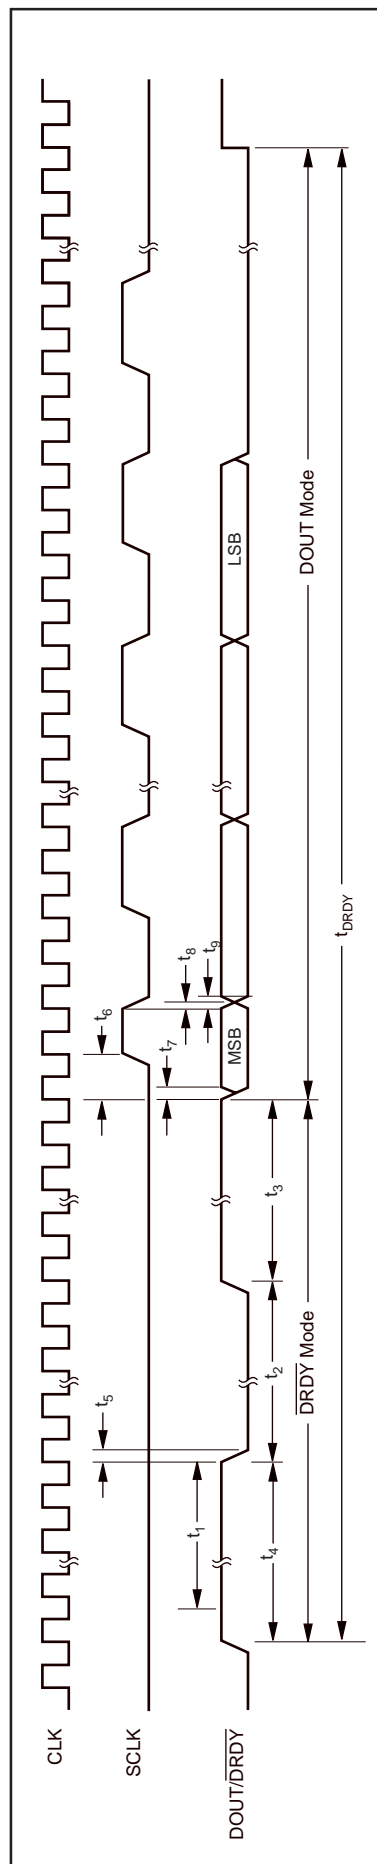 CLK
SCLK
DOUT/DRDY
t1
t4
t5
t2
DRDY Mode
t3
t6
t7
t8
t9
MSB
LSB
DOUT Mode
tDRDY